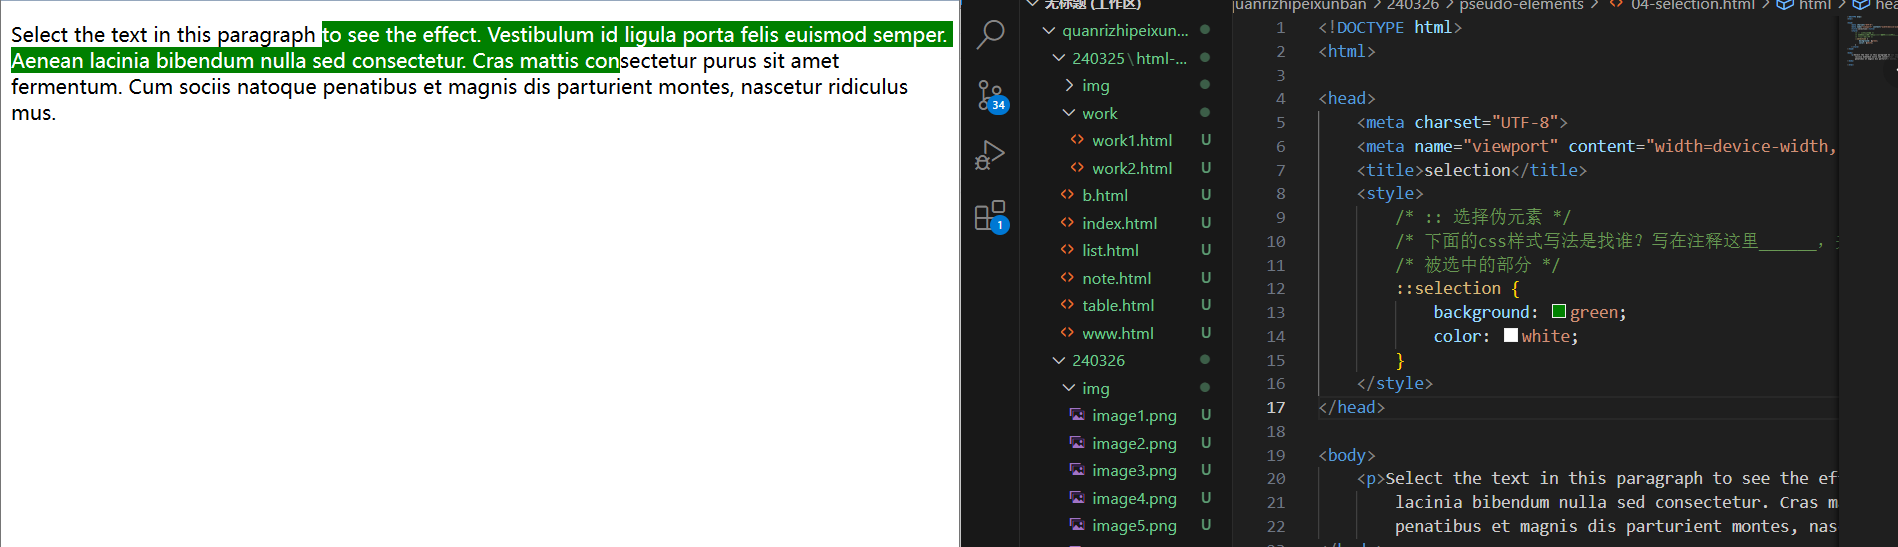 Select the text in this paragraph to see the effect. Vestibulum id ligula porta felis euismod semper.
Aenean lacinia bibendum nulla sed consectetur. Cras mattis consectetur purus sit amet
fermentum. Cum sociis natoque penatibus et magnis dis parturient montes, nascetur ridiculus
mus.
34
1
无标题 (工作区)
quanrizhipeixun...
240325\html-...
img
work
work1.html U
work2.html U
b.html U
index.html U
list.html U
note.html U
table.html U
www.html U
240326
img
image1.png U
image2.png U
image3.png U
image4.png U
image5.png U
quanrizhipeixunban > 240326 > pseudo-elements > 04-selection.html > html > hea
1 <!DOCTYPE html>
2 <html>
3
4 <head>
5 <meta charset="UTF-8">
6 <meta name="viewport" content="width=device-width,
7 <title>selection</title>
8 <style>
9 /* :: 选择伪元素 */
10 /* 下面的css样式写法是找谁? 写在注释这里______,
11 /* 被选中的部分 */
12 ::selection {
13 background: green;
14 color: white;
15 }
16 </style>
17 </head>
18
19 <body>
20 <p>Select the text in this paragraph to see the ef
21 lacinia bibendum nulla sed consectetur. Cras m
22 penatibus et magnis dis parturient montes, nas